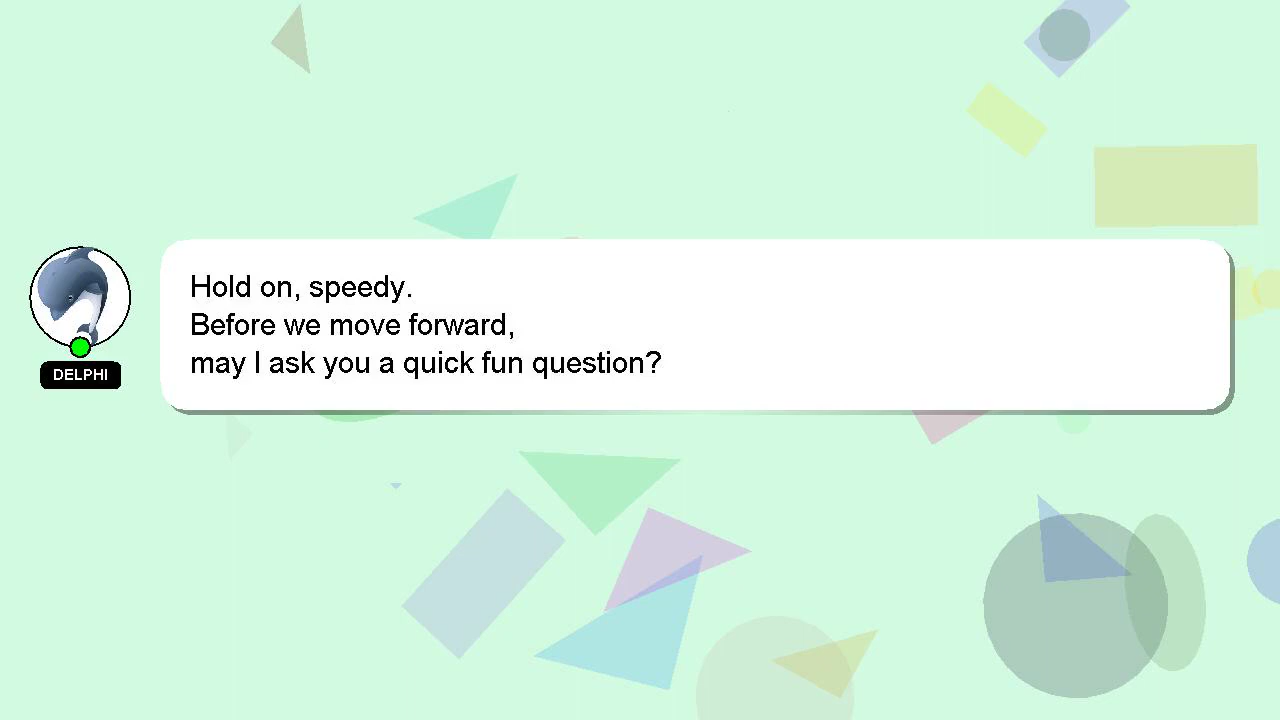 Hold on, speedy.
Before we move forward,
may I ask you a quick fun question?
DELPHI